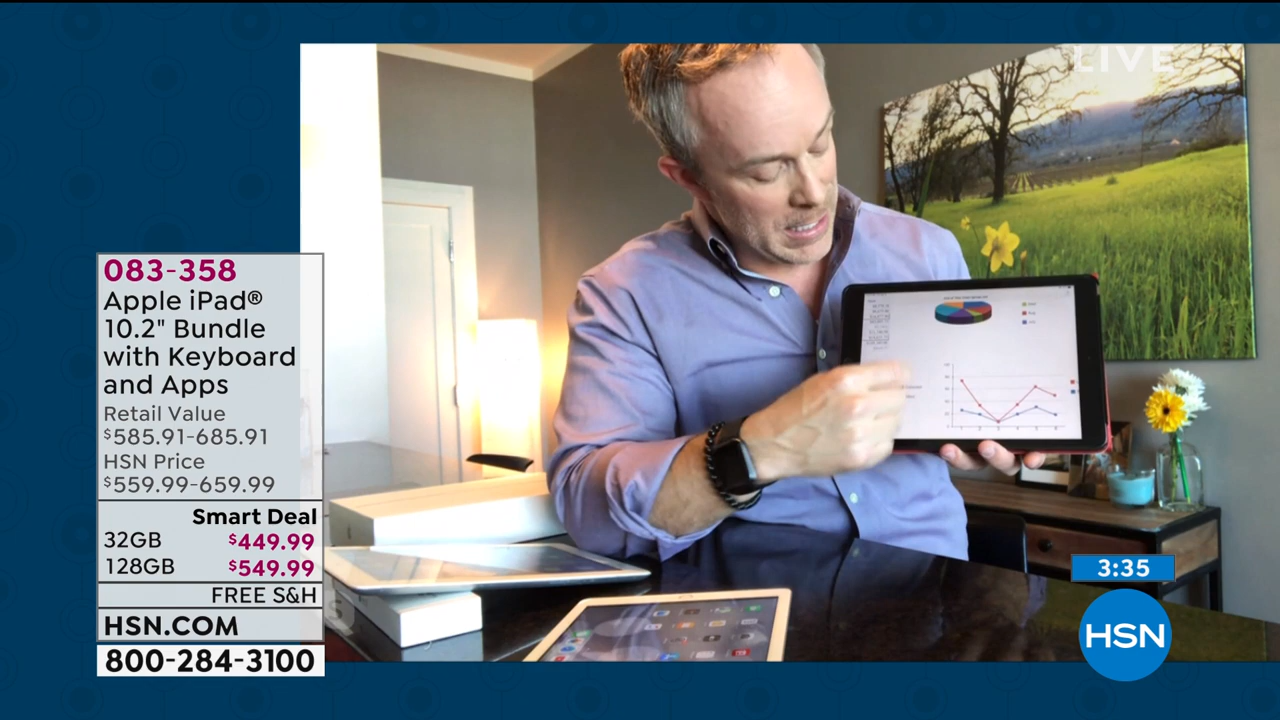 LIVE
083-358
Apple iPad®
10.2" Bundle
with Keyboard
and Apps
Retail Value
$585.91-685.91
HSN Price
$559.99-659.99
Smart Deal
32GB $449.99
128GB $549.99
FREE S&H
HSN.COM
800-284-3100
3:35
HSN